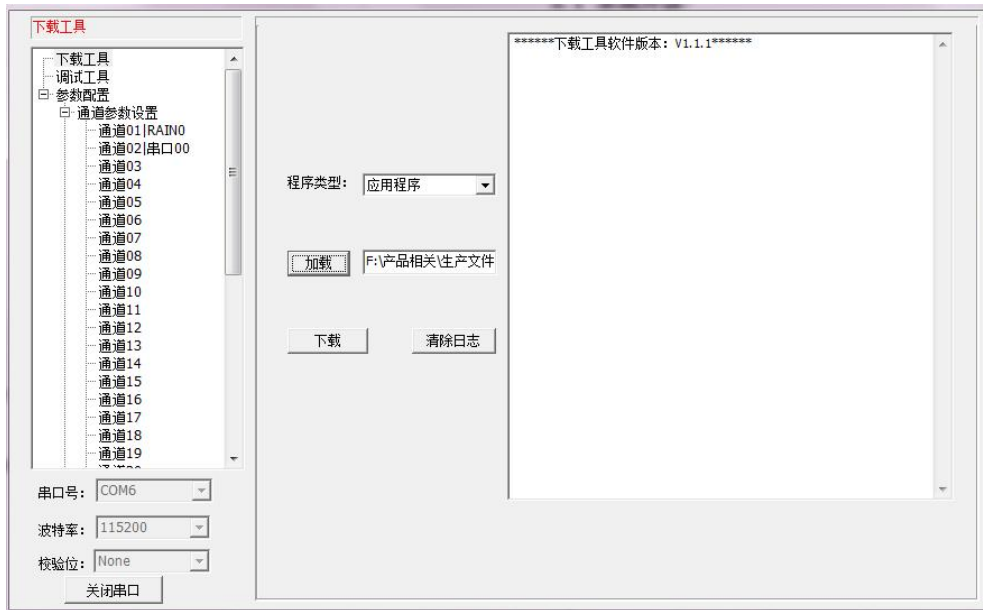 下载工具
下载工具
调试工具
参数配置
通道参数设置
通道01|RAIN0
通道02|串口00
通道03
通道04
通道05
通道06
通道07
通道08
通道09
通道10
通道11
通道12
通道13
通道14
通道15
通道16
通道17
通道18
通道19
串口号： COM6
波特率： 115200
校验位： None
关闭串口
程序类型： 应用程序
加载 F:\产品相关\生产文件
下载 清除日志
******下载工具软件版本：V1.1.1******